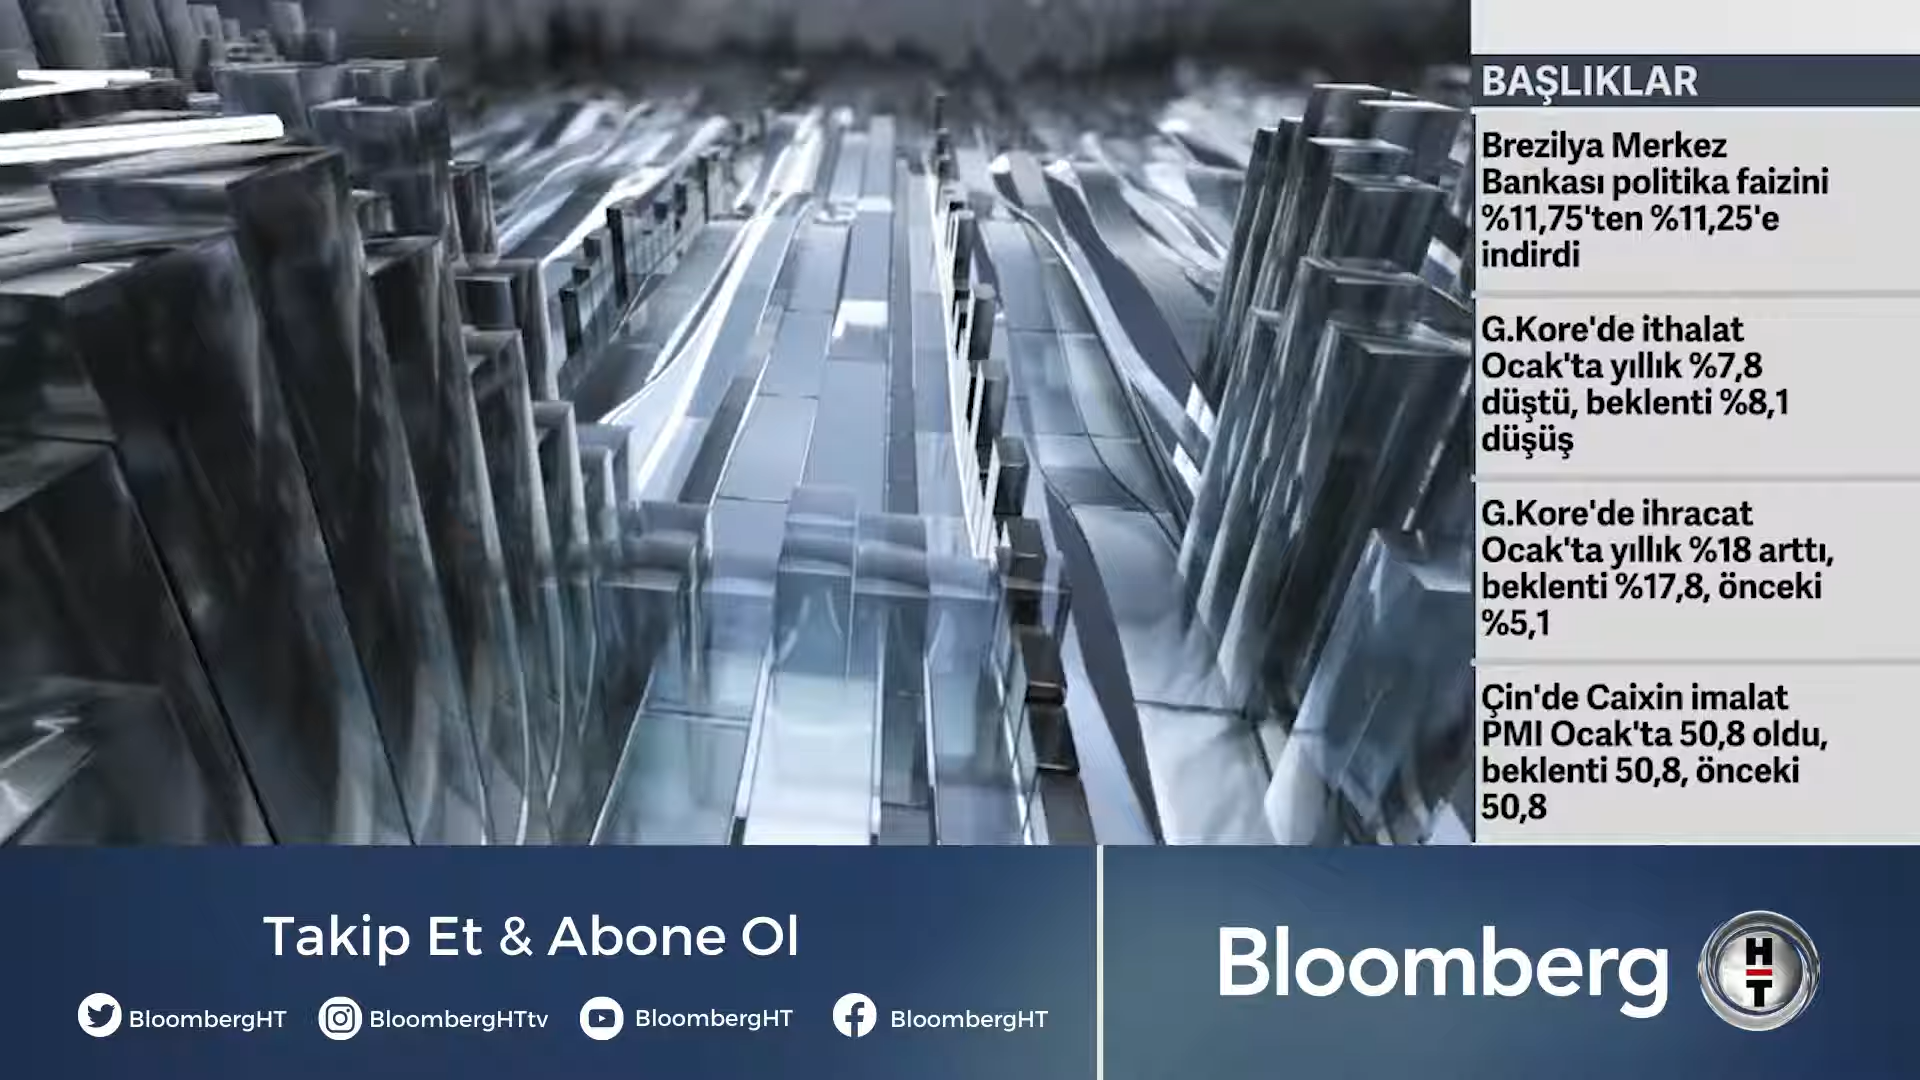 BAŞLIKLAR
Brezilya Merkez
Bankası politika faizini
%11,75'ten %11,25'e
indirdi
G.Kore'de ithalat
Ocak'ta yıllık %7,8
düştü, beklenti %8,1
düşüş
G.Kore'de ihracat
Ocak'ta yıllık %18 arttı,
beklenti %17,8, önceki
%5,1
Çin'de Caixin imalat
PMI Ocak'ta 50,8 oldu,
beklenti 50,8, önceki
50,8
Takip Et & Abone Ol
BloombergHT
BloombergHTtv
BloombergHT
BloombergHT
Bloomberg
HT